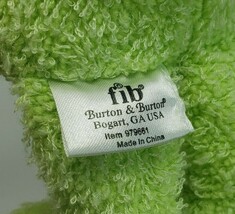 fib®
Burton & Burton®
Bogart, GA USA
Item 979661
Made in China